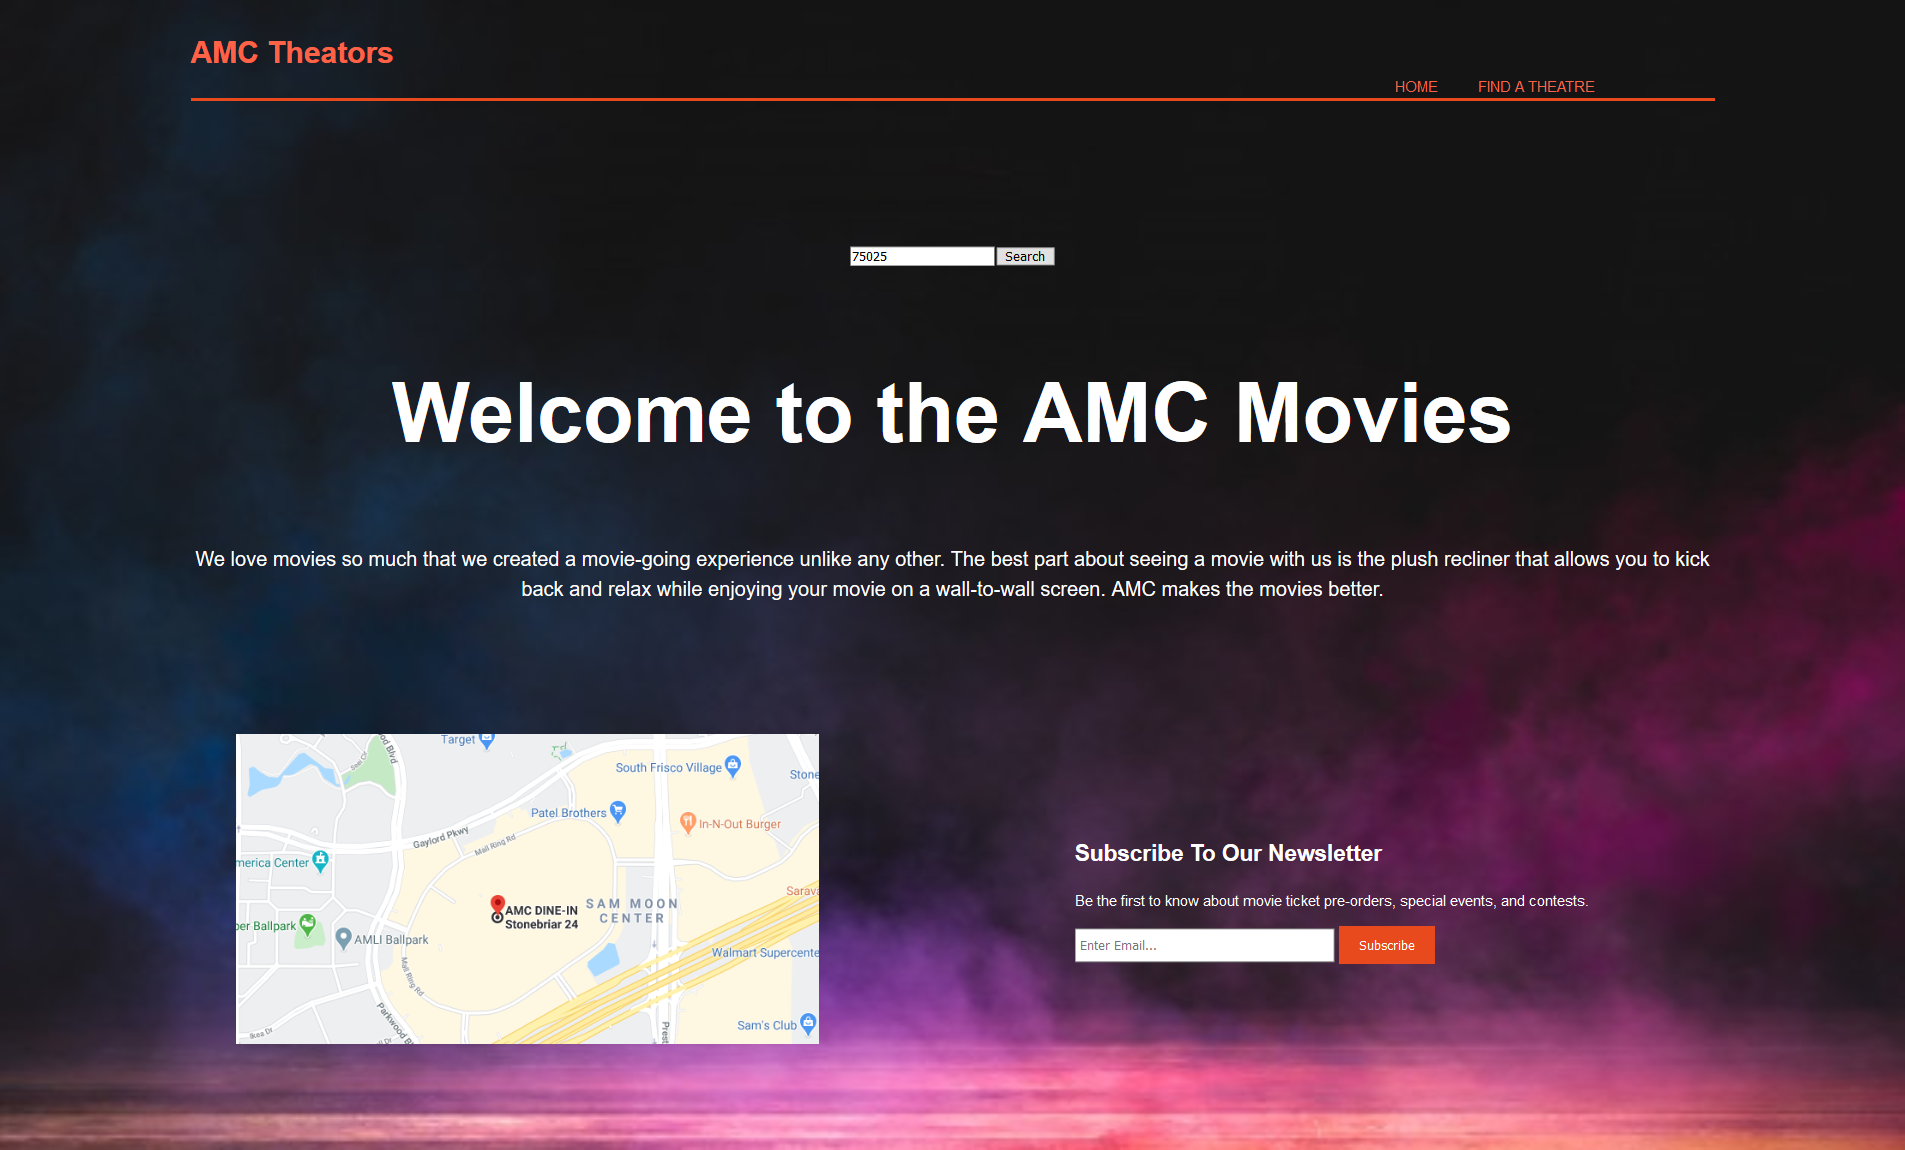 AMC Theators
HOME
FIND A THEATRE
75025
Search
Welcome to the AMC Movies
We love movies so much that we created a movie-going experience unlike any other. The best part about seeing a movie with us is the plush recliner that allows you to kick
back and relax while enjoying your movie on a wall-to-wall screen. AMC makes the movies better.
Target
South Frisco Village
Stone
Patel Brothers
In-N-Out Burger
Gaylord Pkwy
Mall Ring Rd
merica Center
Sarava
AMC DINE-IN
Stonebriar 24
SAM MOON
CENTER
per Ballpark
AMLI Ballpark
Mall Ring Rd
Walmart Supercente
Parkwood B
Sam's Club
Ikea Dr
Prest
Subscribe To Our Newsletter
Be the first to know about movie ticket pre-orders, special events, and contests.
Enter Email...
Subscribe